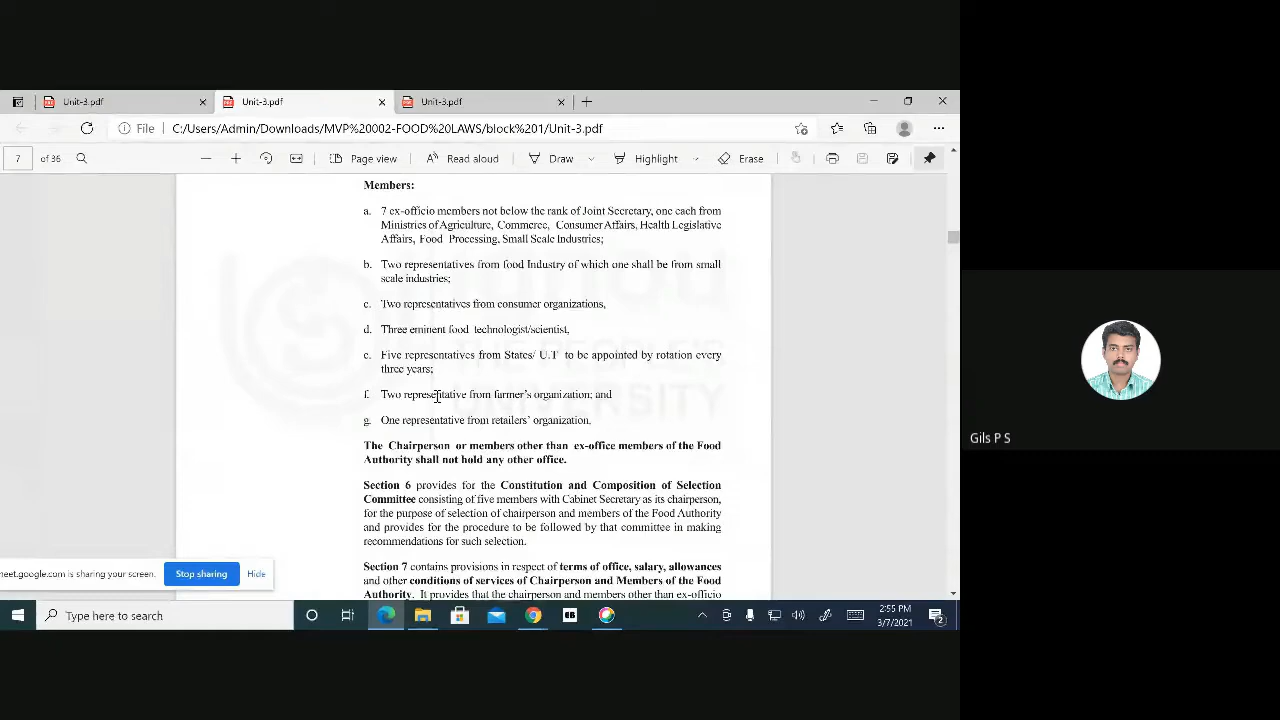 Unit-3.pdf
Unit-3.pdf
Unit-3.pdf
File
C:/Users/Admin/Downloads/MVP%20002-FOOD%20LAWS/block%201/Unit-3.pdf
7 of 36
Page view
Read aloud
Draw
Highlight
Erase
Members:
a. 7 ex-officio members not below the rank of Joint Secretary, one each from
Ministries of Agriculture, Commerce, Consumer Affairs, Health Legislative
Affairs, Food Processing, Small Scale Industries;
b. Two representatives from food Industry of which one shall be from small
scale industries;
c. Two representatives from consumer organizations,
d. Three eminent food technologist/scientist,
e. Five representatives from States/ U.T to be appointed by rotation every
three years;
f. Two representative from farmer's organization; and
g. One representative from retailers' organization,
The Chairperson or members other than ex-office members of the Food
Authority shall not hold any other office.
Section 6 provides for the Constitution and Composition of Selection
Committee consisting of five members with Cabinet Secretary as its chairperson,
for the purpose of selection of chairperson and members of the Food Authority
and provides for the procedure to be followed by that committee in making
recommendations for such selection.
Section 7 contains provisions in respect of terms of office, salary, allowances
and other conditions of services of Chairperson and Members of the Food
Authority. It provides that the chairperson and members other than ex-officio
THE PEOPLE'S
UNIVERSITY
meet.google.com is sharing your screen.
Stop sharing
Hide
Type here to search
2:55 PM
3/7/2021
2
Gils P S